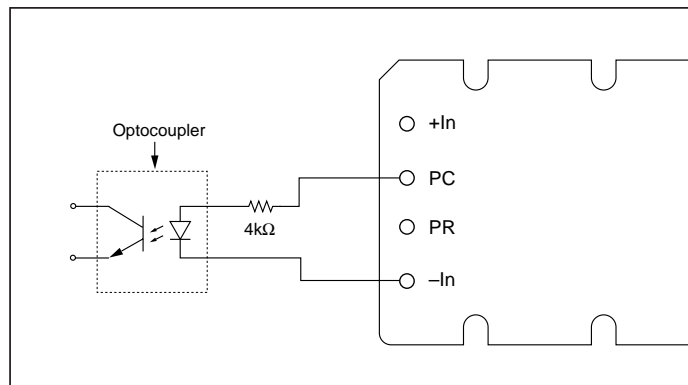 Optocoupler
4kΩ
+In
PC
PR
–In